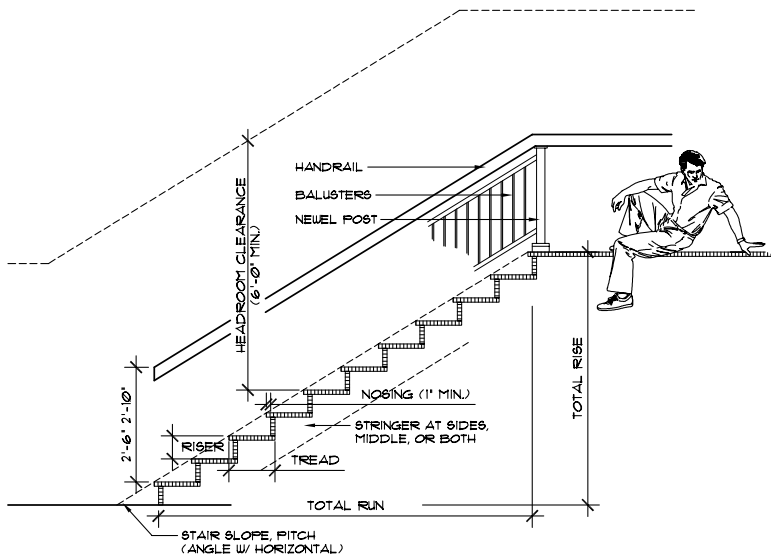 HANDRAIL
BALUSTERS
NEWEL POST
HEADROOM CLEARANCE
(6'-0" MIN.)
TOTAL RISE
2'-6" 2'-10"
NOSING (1" MIN.)
STRINGER AT SIDES,
MIDDLE, OR BOTH
RISER
TREAD
TOTAL RUN
STAIR SLOPE, PITCH
(ANGLE W/ HORIZONTAL)